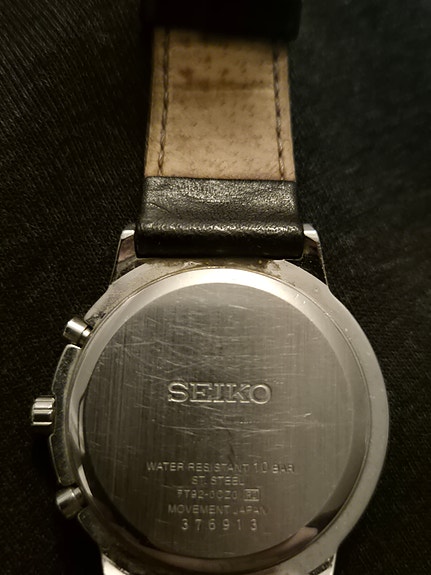 SEIKO
WATER RESISTANT 10 BAR
ST. STEEL
MOVEMENT JAPAN
376913